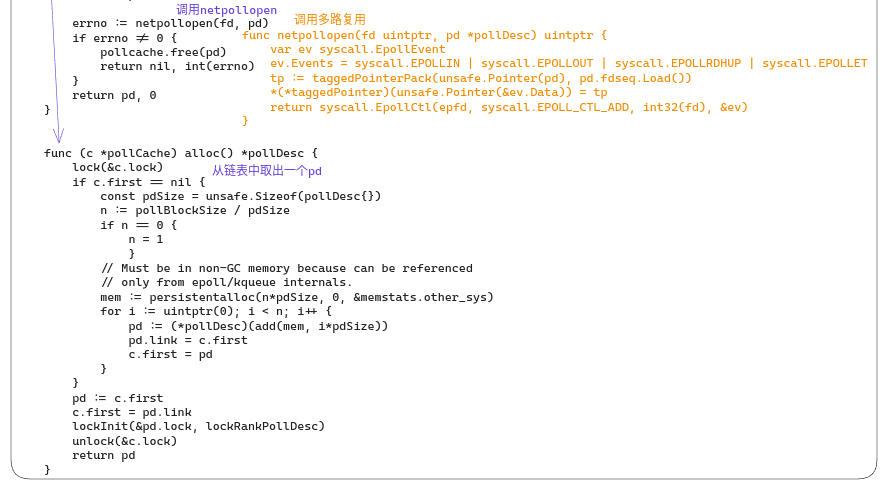 调用netpollopen
调用多路复用
errno := netpollopen(fd, pd)
if errno != 0 {
pollcache.free(pd)
return nil, int(errno)
}
return pd, 0
}
func netpollopen(fd uintptr, pd *pollDesc) uintptr {
var ev syscall.EpollEvent
ev.Events = syscall.EPOLLIN | syscall.EPOLLOUT | syscall.EPOLLRDHUP | syscall.EPOLLET
tp := taggedPointerPack(unsafe.Pointer(pd), pd.fdseq.Load())
*(*taggedPointer)(unsafe.Pointer(&ev.Data)) = tp
return syscall.EpollCtl(epfd, syscall.EPOLL_CTL_ADD, int32(fd), &ev)
}
func (c *pollCache) alloc() *pollDesc {
lock(&c.lock)
从链表中取出一个pd
if c.first == nil {
const pdSize = unsafe.Sizeof(pollDesc{})
n := pollBlockSize / pdSize
if n == 0 {
n = 1
}
// Must be in non-GC memory because can be referenced
// only from epoll/kqueue internals.
mem := persistentalloc(n*pdSize, 0, &memstats.other_sys)
for i := uintptr(0); i < n; i++ {
pd := (*pollDesc)(add(mem, i*pdSize))
pd.link = c.first
c.first = pd
}
}
pd := c.first
c.first = pd.link
lockInit(&pd.lock, lockRankPollDesc)
unlock(&c.lock)
return pd
}